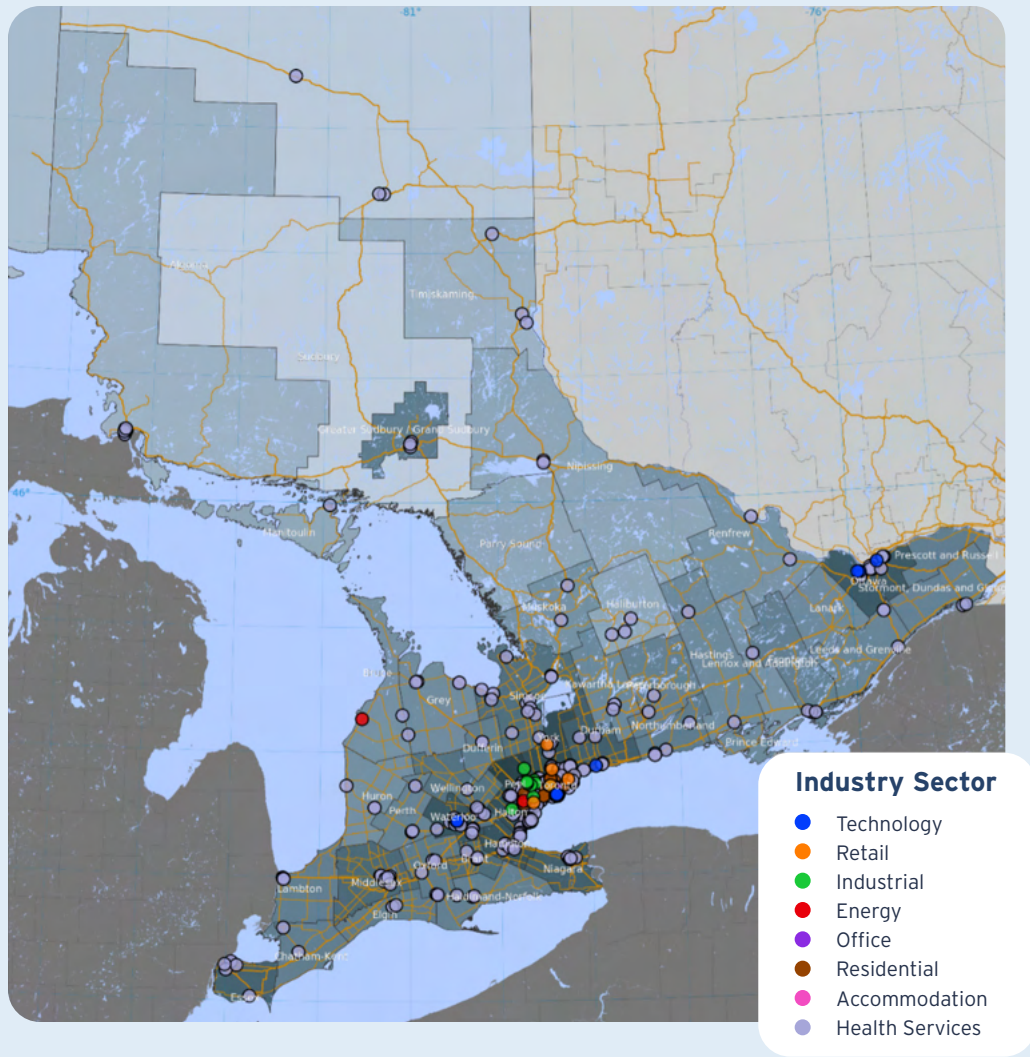 -81°
-76°
Algoma
Timiskaming
Sudbury
Greater Sudbury / Grand Sudbury
Nipissing
46°
Manitoulin
Parry Sound
Renfrew
Prescott and Russell
Ottawa
Stormont, Dundas and Glen
Muskoka
Haliburton
Lanark
Leeds and Grenville
Hastings
Lennox and Addington
Frontenac
Bruce
Grey
Simcoe
Kawartha Lakes
Peterborough
Northumberland
Dufferin
York
Durham
Prince Edward
Peel
Toronto
Huron
Wellington
Perth
Waterloo
Halton
Hamilton
Oxford
Brant
Niagara
Lambton
Middlesex
Elgin
Haldimand-Norfolk
Chatham-Kent
Essex
Industry Sector
Technology
Retail
Industrial
Energy
Office
Residential
Accommodation
Health Services